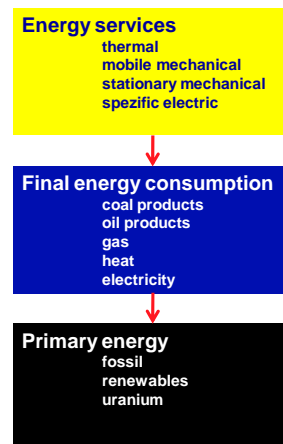 Energy services
thermal
mobile mechanical
stationary mechanical
spezific electric
Final energy consumption
coal products
oil products
gas
heat
electricity
Primary energy
fossil
renewables
uranium